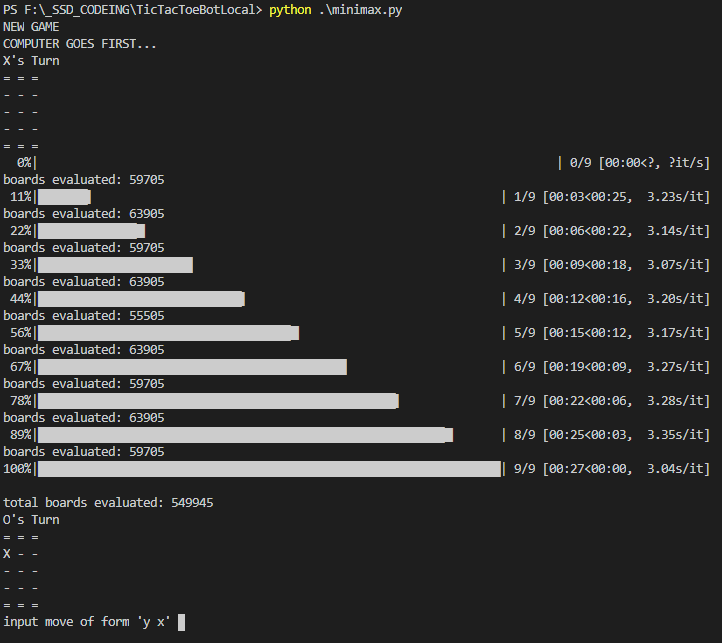 PS F:\_SSD_CODEING\TicTacToeBotLocal> python .\minimax.py
NEW GAME
COMPUTER GOES FIRST...
X's Turn
= = =
- - -
- - -
- - -
= = =
0%| | 0/9 [00:00<?, ?it/s]
boards evaluated: 59705
11%| | 1/9 [00:03<00:25, 3.23s/it]
boards evaluated: 63905
22%| | 2/9 [00:06<00:22, 3.14s/it]
boards evaluated: 59705
33%| | 3/9 [00:09<00:18, 3.07s/it]
boards evaluated: 63905
44%| | 4/9 [00:12<00:16, 3.20s/it]
boards evaluated: 55505
56%| | 5/9 [00:15<00:12, 3.17s/it]
boards evaluated: 63905
67%| | 6/9 [00:19<00:09, 3.27s/it]
boards evaluated: 59705
78%| | 7/9 [00:22<00:06, 3.28s/it]
boards evaluated: 63905
89%| | 8/9 [00:25<00:03, 3.35s/it]
boards evaluated: 59705
100%| | 9/9 [00:27<00:00, 3.04s/it]
total boards evaluated: 549945
O's Turn
= = =
X - -
- - -
- - -
= = =
input move of form 'y x'